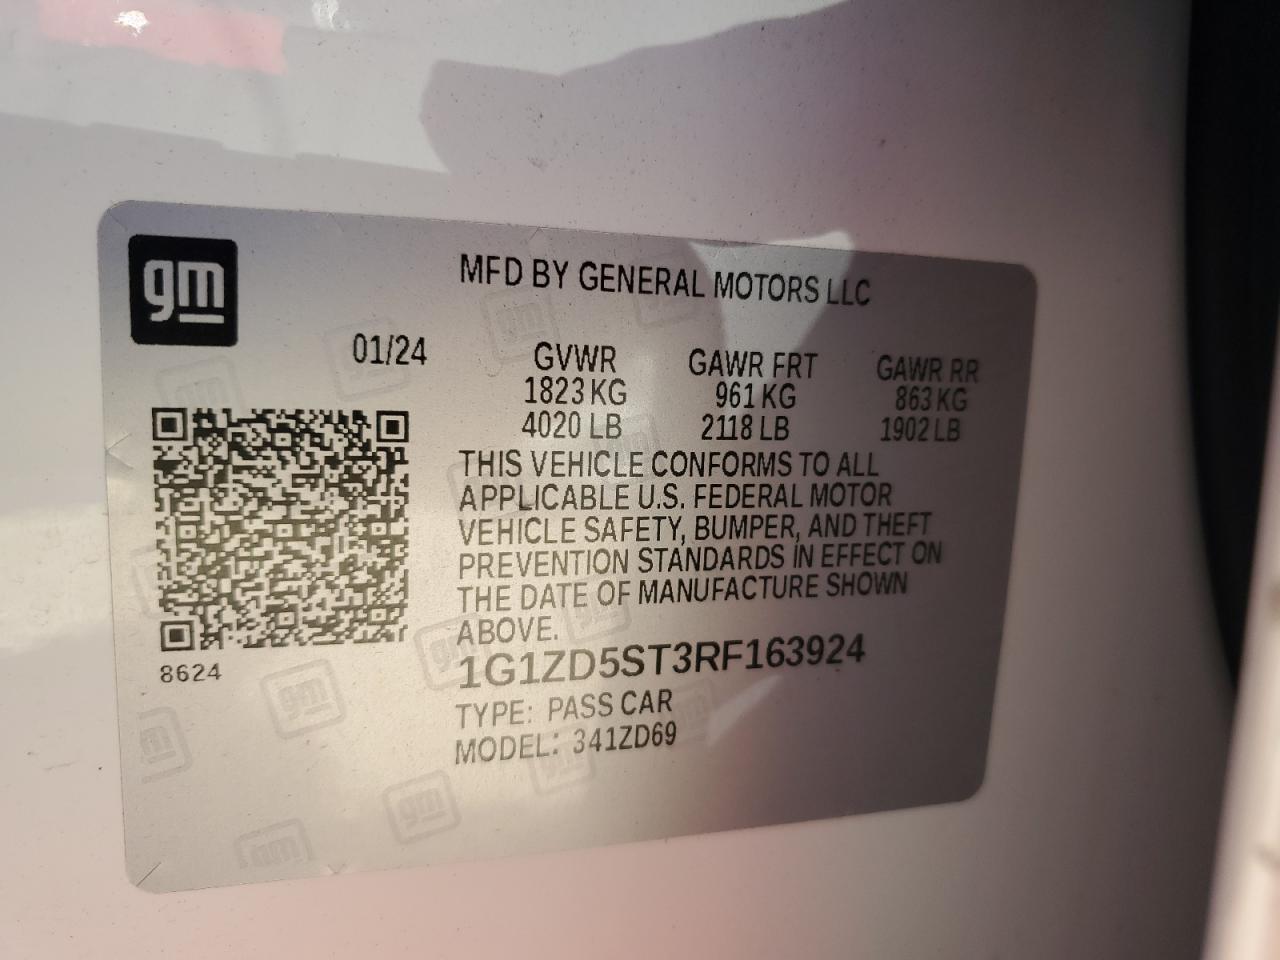 gm
MFD BY GENERAL MOTORS LLC
01/24
GVWR GAWR FRT GAWR RR
1823 KG 961 KG 863 KG
4020 LB 2118 LB 1902 LB
THIS VEHICLE CONFORMS TO ALL
APPLICABLE U.S. FEDERAL MOTOR
VEHICLE SAFETY, BUMPER, AND THEFT
PREVENTION STANDARDS IN EFFECT ON
THE DATE OF MANUFACTURE SHOWN
ABOVE.
8624
1G1ZD5ST3RF163924
TYPE: PASS CAR
MODEL: 341ZD69